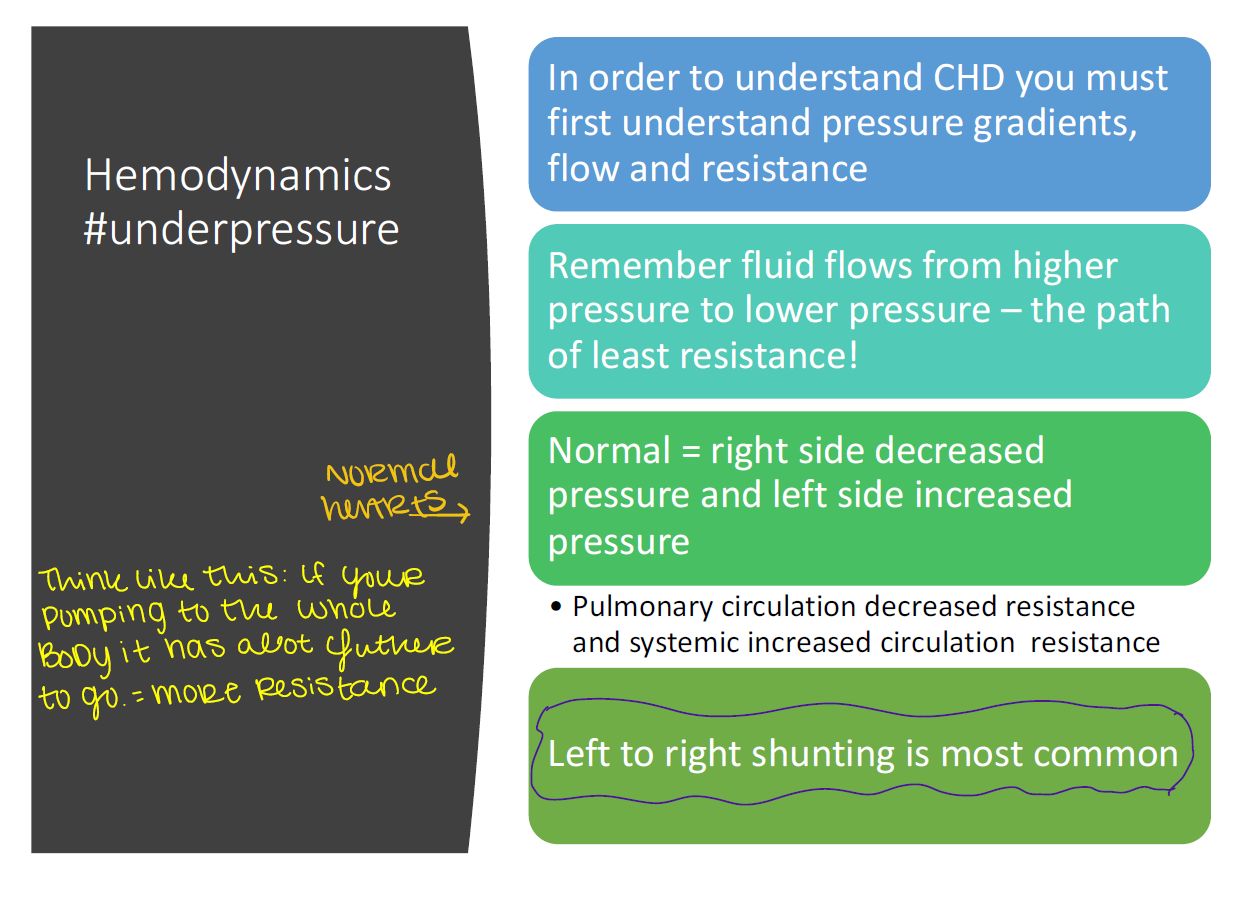 Hemodynamics
#underpressure
Normal
hearts
Think like this: if your
pumping to the whole
body it has alot futher
to go. = more resistance
In order to understand CHD you must
first understand pressure gradients,
flow and resistance
Remember fluid flows from higher
pressure to lower pressure – the path
of least resistance!
Normal = right side decreased
pressure and left side increased
pressure
• Pulmonary circulation decreased resistance
and systemic increased circulation resistance
Left to right shunting is most common